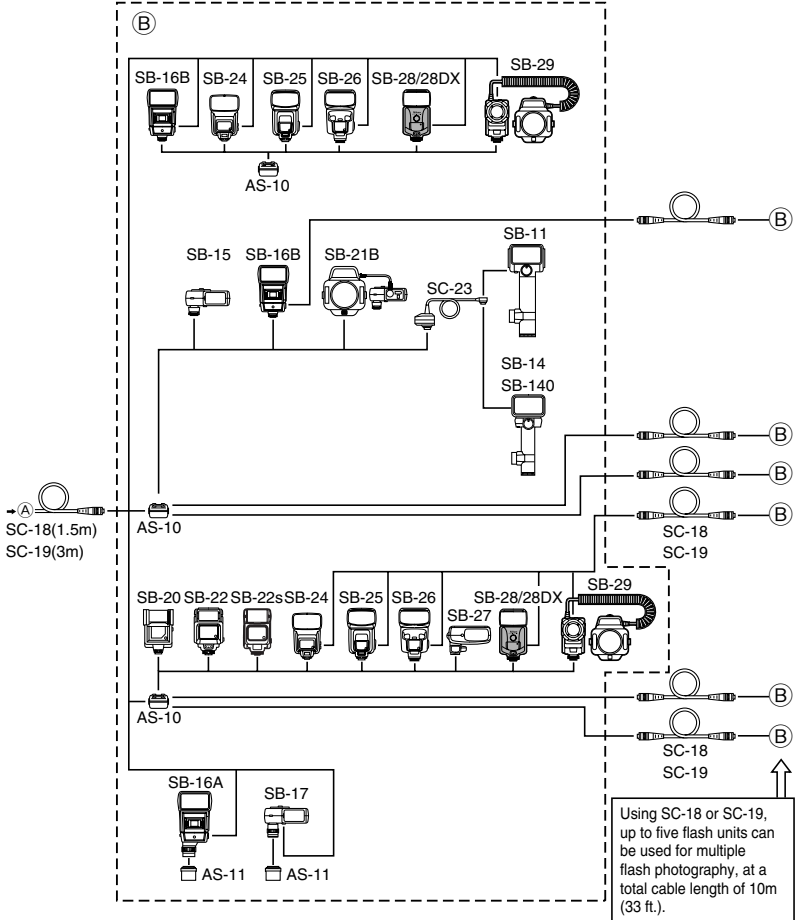 B
SB-16B SB-24 SB-25 SB-26 SB-28/28DX SB-29
AS-10
B
SB-15 SB-16B SB-21B SC-23 SB-11
SB-14
SB-140
B
B
A
SC-18(1.5m)
SC-19(3m)
AS-10
B
SC-18
SC-19
SB-20 SB-22 SB-22s SB-24 SB-25 SB-26 SB-27 SB-28/28DX SB-29
AS-10
B
B
SC-18
SC-19
SB-16A SB-17
AS-11 AS-11
Using SC-18 or SC-19,
up to five flash units can
be used for multiple
flash photography, at a
total cable length of 10m
(33 ft.).